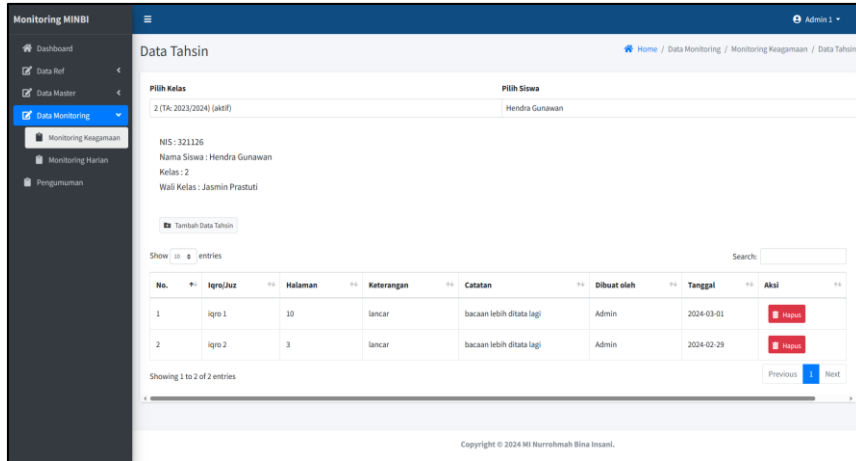 Monitoring MINBI
Admin 1
Dashboard
Data Ref
Data Master
Data Monitoring
Monitoring Keagamaan
Monitoring Harian
Pengumuman
Data Tahsin
Home / Data Monitoring / Monitoring Keagamaan / Data Tahsin
Pilih Kelas Pilih Siswa
2 (TA: 2023/2024) (aktif) Hendra Gunawan
NIS : 321126
Nama Siswa : Hendra Gunawan
Kelas : 2
Wali Kelas : Jasmin Prastuti
Tambah Data Tahsin
Show 10 entries Search:
No. Iqro/Juz Halaman Keterangan Catatan Dibuat oleh Tanggal Aksi
1 iqro 1 10 lancar bacaan lebih ditata lagi Admin 2024-03-01 Hapus
2 iqro 2 3 lancar bacaan lebih ditata lagi Admin 2024-02-29 Hapus
Showing 1 to 2 of 2 entries Previous 1 Next
Copyright © 2024 MI Nurrohmah Bina Insani.